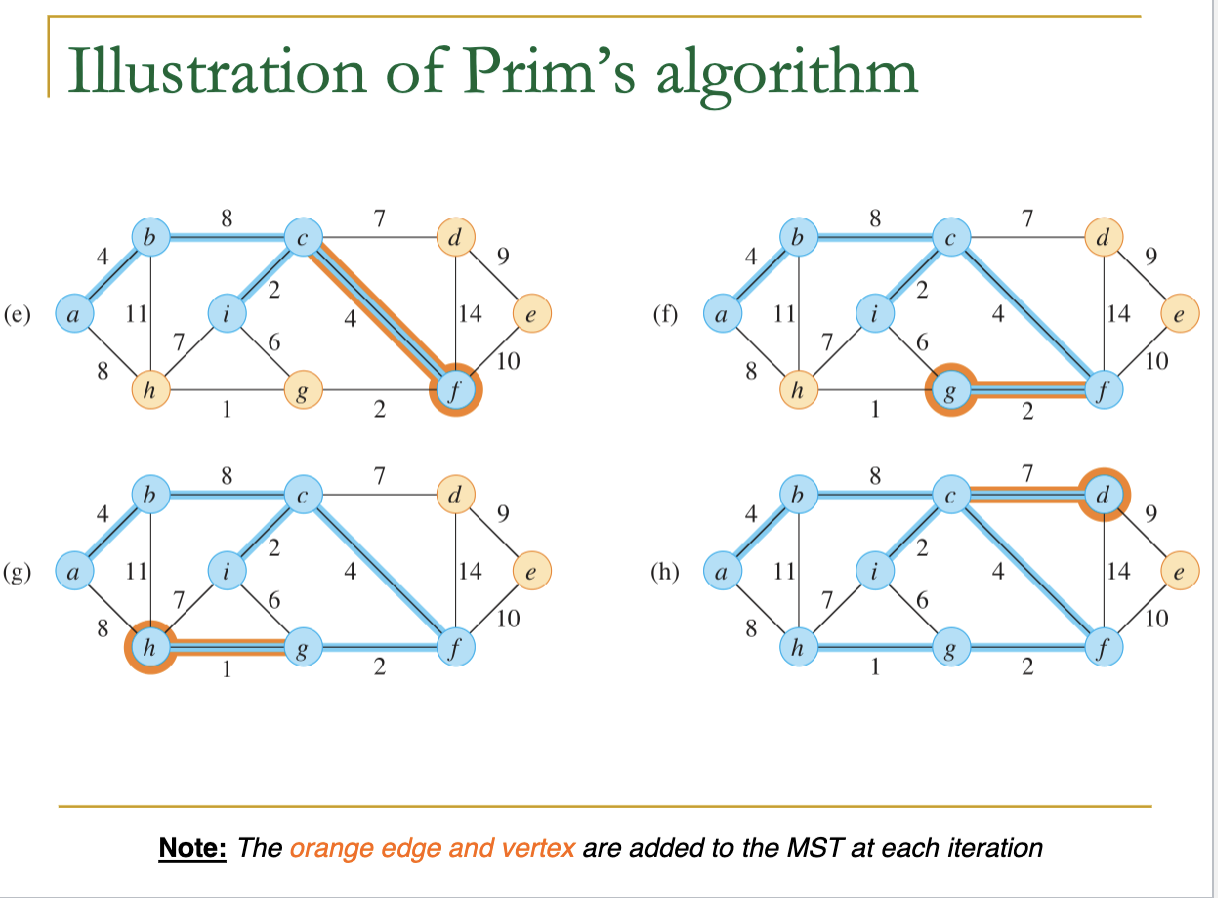 Illustration of Prim's algorithm
8 7
b c d
4 9
2
(e) a 11 i 4 14 e
7 6
8 10
h g f
1 2
8 7
b c d
4 9
2
(f) a 11 i 4 14 e
7 6
8 10
h g f
1 2
8 7
b c d
4 9
2
(g) a 11 i 4 14 e
7 6
8 10
h g f
1 2
8 7
b c d
4 9
2
(h) a 11 i 4 14 e
7 6
8 10
h g f
1 2
Note: The orange edge and vertex are added to the MST at each iteration